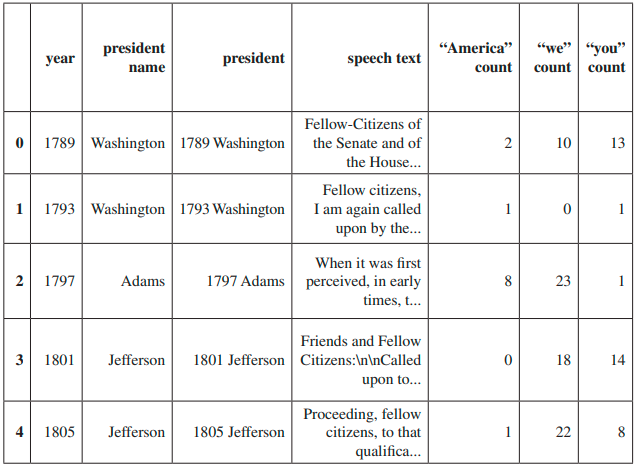 year president name president speech text “America” count “we” count “you” count
0 1789 Washington 1789 Washington Fellow-Citizens of the Senate and of the House... 2 10 13
1 1793 Washington 1793 Washington Fellow citizens, I am again called upon by the... 1 0 1
2 1797 Adams 1797 Adams When it was first perceived, in early times, t... 8 23 1
3 1801 Jefferson 1801 Jefferson Friends and Fellow Citizens:\n\nCalled upon to... 0 18 14
4 1805 Jefferson 1805 Jefferson Proceeding, fellow citizens, to that qualifica... 1 22 8